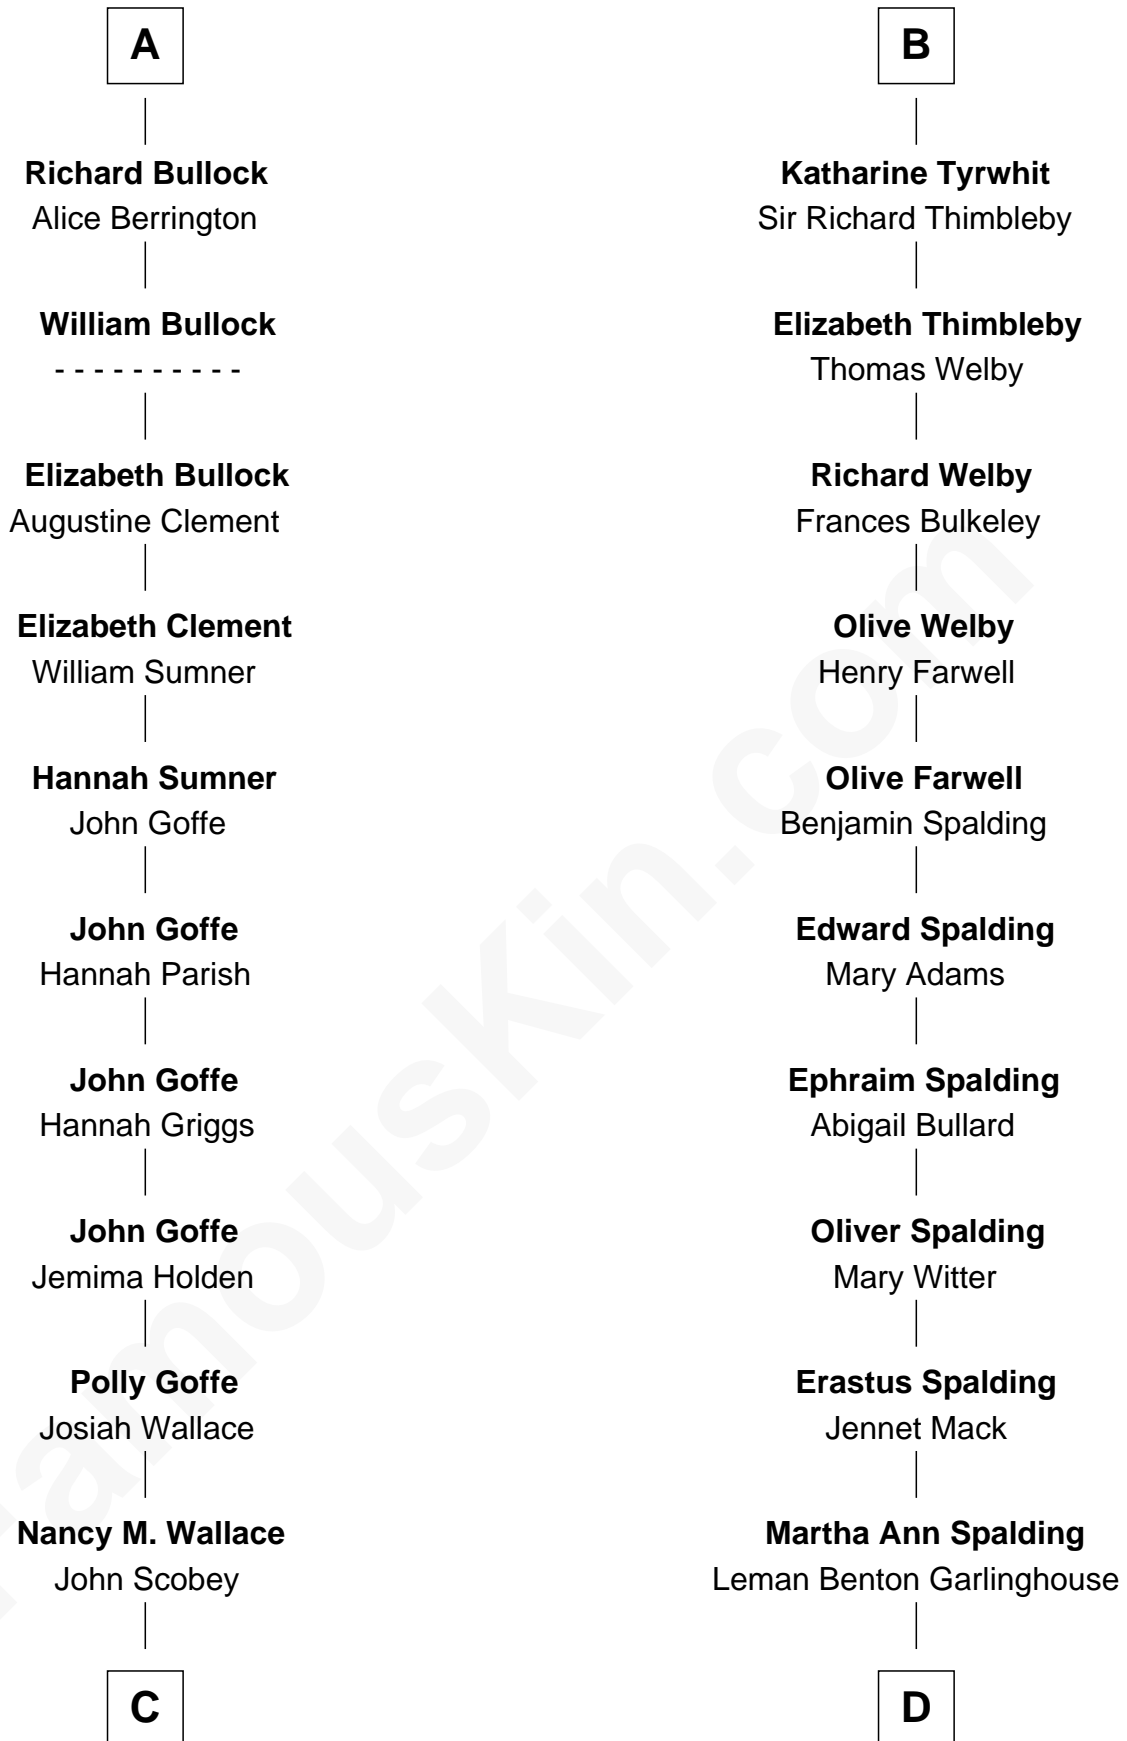 A
Richard Bullock
Alice Berrington
William Bullock
- - - - - - - - - -
Elizabeth Bullock
Augustine Clement
Elizabeth Clement
William Sumner
Hannah Sumner
John Goffe
John Goffe
Hannah Parish
John Goffe
Hannah Griggs
John Goffe
Jemima Holden
Polly Goffe
Josiah Wallace
Nancy M. Wallace
John Scobey
C
B
Katharine Tyrwhit
Sir Richard Thimbleby
Elizabeth Thimbleby
Thomas Welby
Richard Welby
Frances Bulkeley
Olive Welby
Henry Farwell
Olive Farwell
Benjamin Spalding
Edward Spalding
Mary Adams
Ephraim Spalding
Abigail Bullard
Oliver Spalding
Mary Witter
Erastus Spalding
Jennet Mack
Martha Ann Spalding
Leman Benton Garlinghouse
D
FamousKin.com